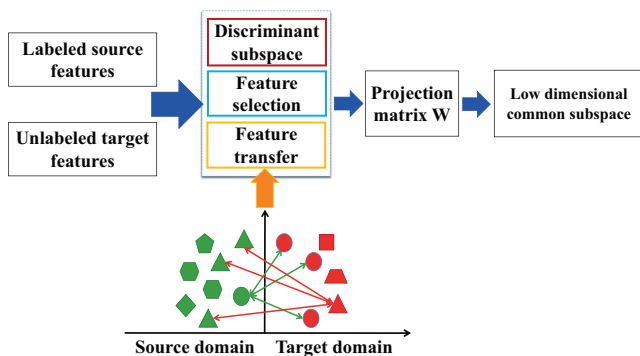 Labeled source
features
Unlabeled target
features
Discriminant
subspace
Feature
selection
Feature
transfer
Projection
matrix W
Low dimensional
common subspace
Source domain
Target domain